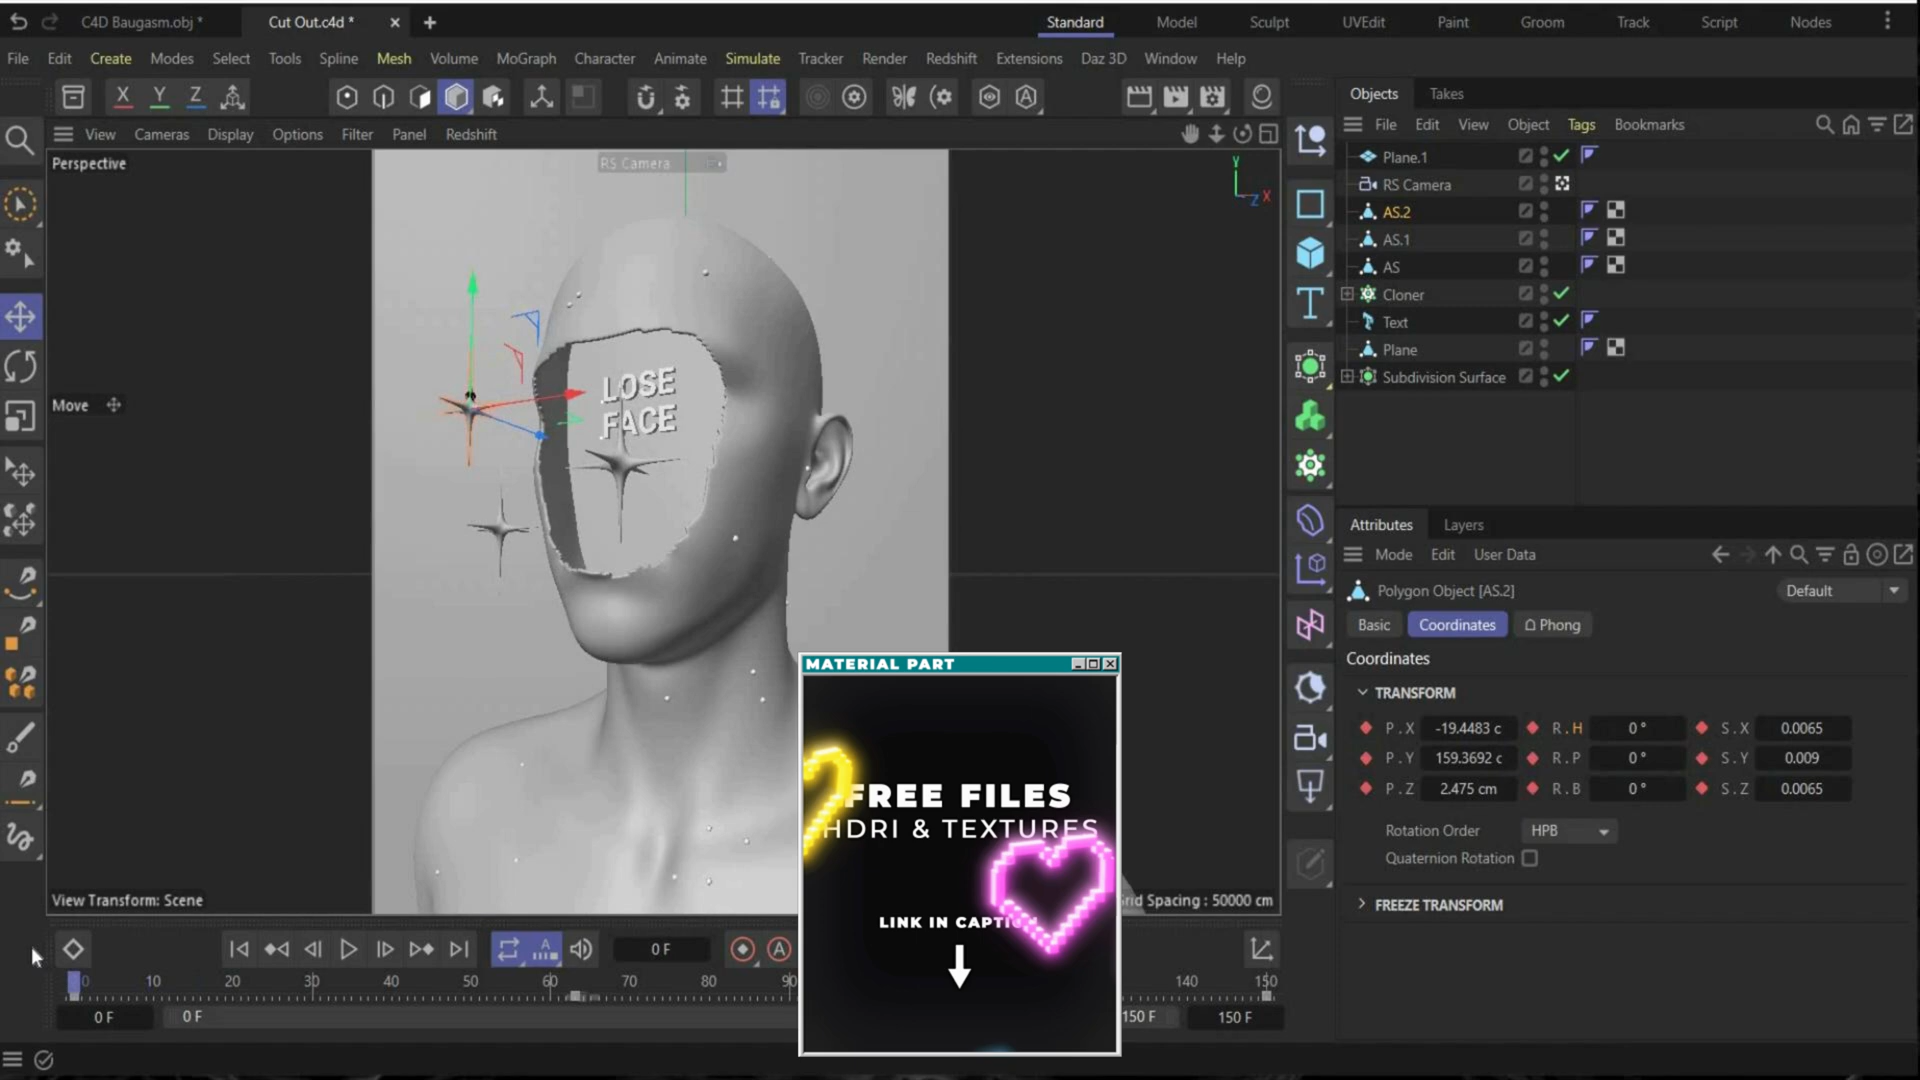 C4D Baugasm.obj *
Cut Out.c4d *
Standard
Model
Sculpt
UVEdit
Paint
Groom
Track
Script
Nodes
File Edit Create Modes Select Tools Spline Mesh Volume MoGraph Character Animate Simulate Tracker Render Redshift Extensions Daz 3D Window Help
X Y Z
View Cameras Display Options Filter Panel Redshift
Perspective
RS Camera
Y
Z X
Move
LOSE
FACE
View Transform: Scene
rid Spacing : 50000 cm
MATERIAL PART
FREE FILES
HDRI & TEXTURES
LINK IN CAPTI
0 F
0 10 20 30 40 50 60 70 80 90 140 150
0 F
0 F
150 F
150 F
Objects
Takes
File Edit View Object Tags Bookmarks
Plane.1
RS Camera
AS.2
AS.1
AS
Cloner
Text
Plane
Subdivision Surface
Attributes
Layers
Mode Edit User Data
Polygon Object [AS.2]
Default
Basic
Coordinates
Phong
Coordinates
TRANSFORM
P . X -19.4483 c R . H 0 ° S . X 0.0065
P . Y 159.3692 c R . P 0 ° S . Y 0.009
P . Z 2.475 cm R . B 0 ° S . Z 0.0065
Rotation Order HPB
Quaternion Rotation
FREEZE TRANSFORM